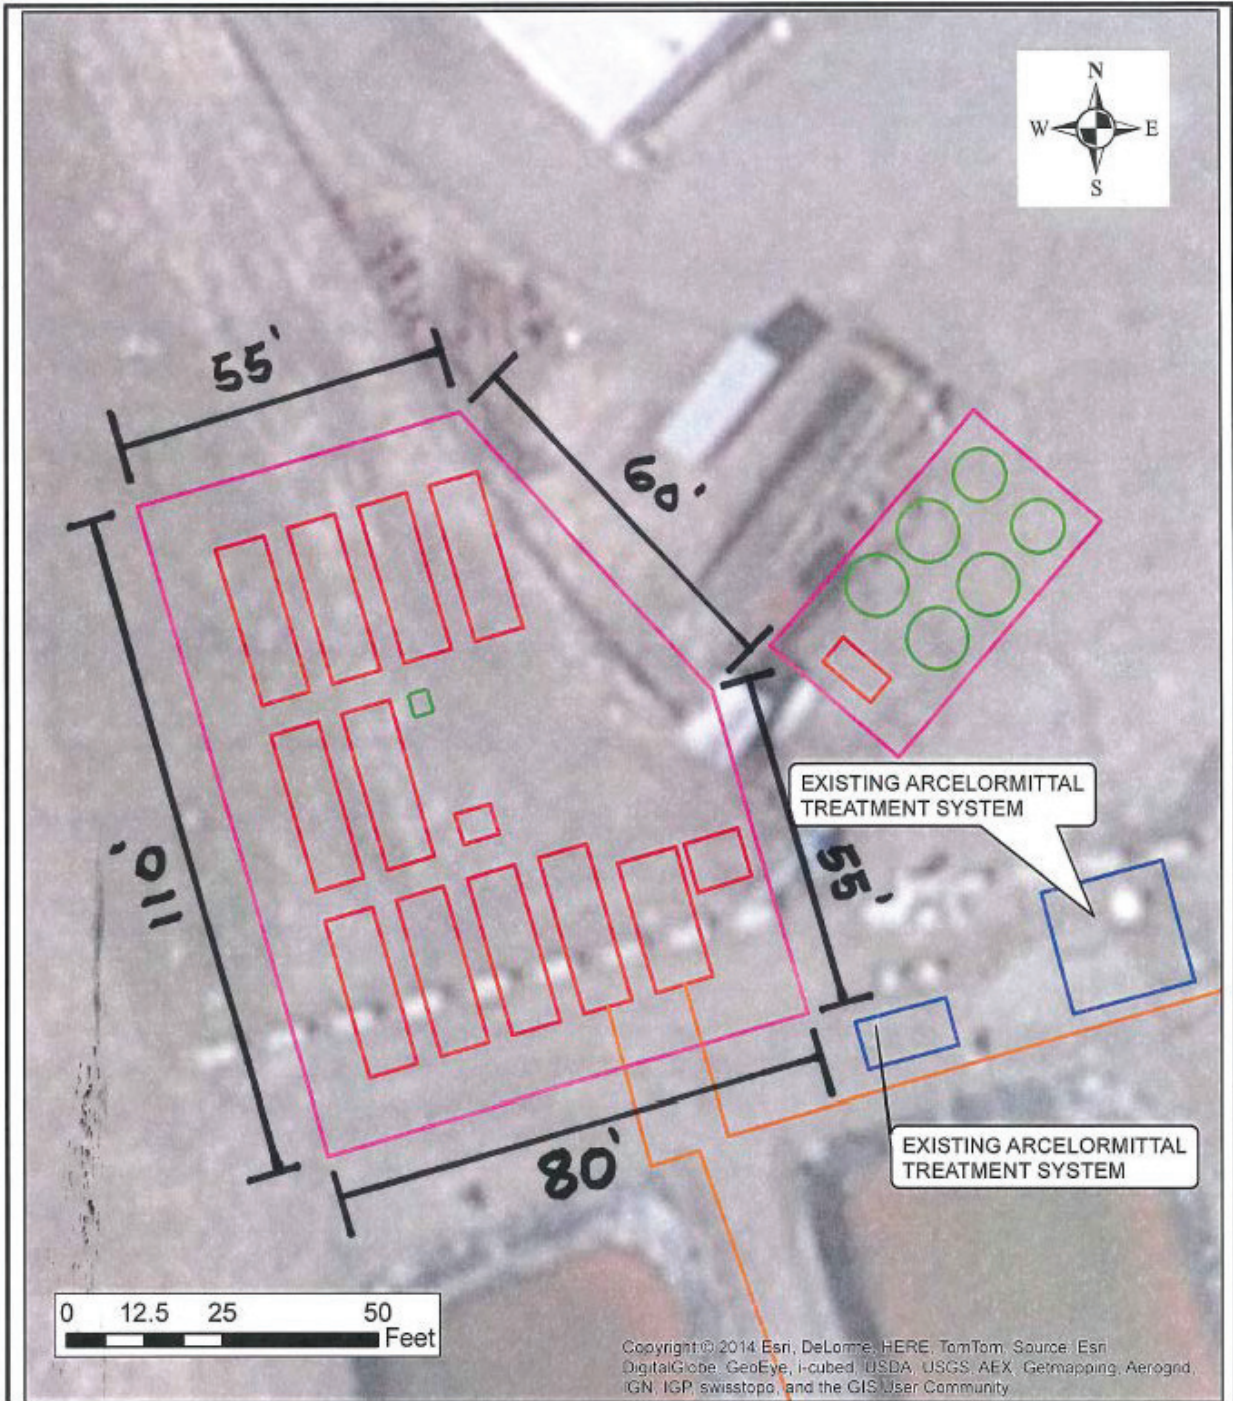 N
W E
S
55'
60'
110'
55'
EXISTING ARCELORMITTAL
TREATMENT SYSTEM
EXISTING ARCELORMITTAL
TREATMENT SYSTEM
80'
0 12.5 25 50
Feet
Copyright:© 2014 Esri, DeLorme, HERE, TomTom, Source: Esri,
DigitalGlobe, GeoEye, i-cubed, USDA, USGS, AEX, Getmapping, Aerogrid,
IGN, IGP, swisstopo, and the GIS User Community